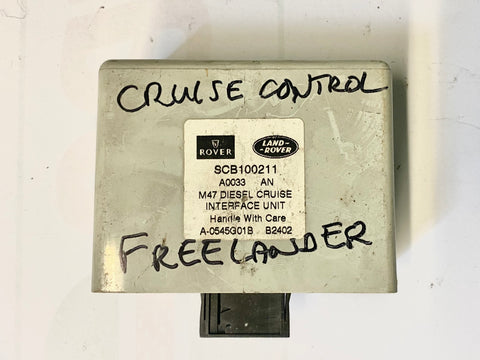 CRUISE CONTROL
ROVER LAND-ROVER
SCB100211
A0033 AN
M47 DIESEL CRUISE
INTERFACE UNIT
Handle With Care
A-0545G01B B2402
FREELANDER